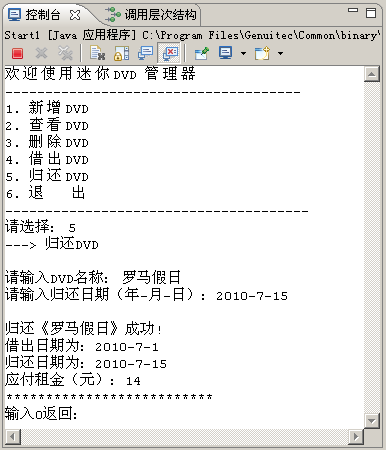 控制台 调用层次结构
Start1 [Java 应用程序] C:\Program Files\Genuitec\Common\binary\
欢迎使用迷你DVD 管理器
-------------------------------------
1. 新增DVD
2. 查看DVD
3. 删除DVD
4. 借出DVD
5. 归还DVD
6. 退 出
--------------------------------------
请选择: 5
---> 归还DVD
请输入DVD名称: 罗马假日
请输入归还日期（年-月-日）: 2010-7-15
归还《罗马假日》成功!
借出日期为: 2010-7-1
归还日期为: 2010-7-15
应付租金（元）: 14
**************************
输入0返回: